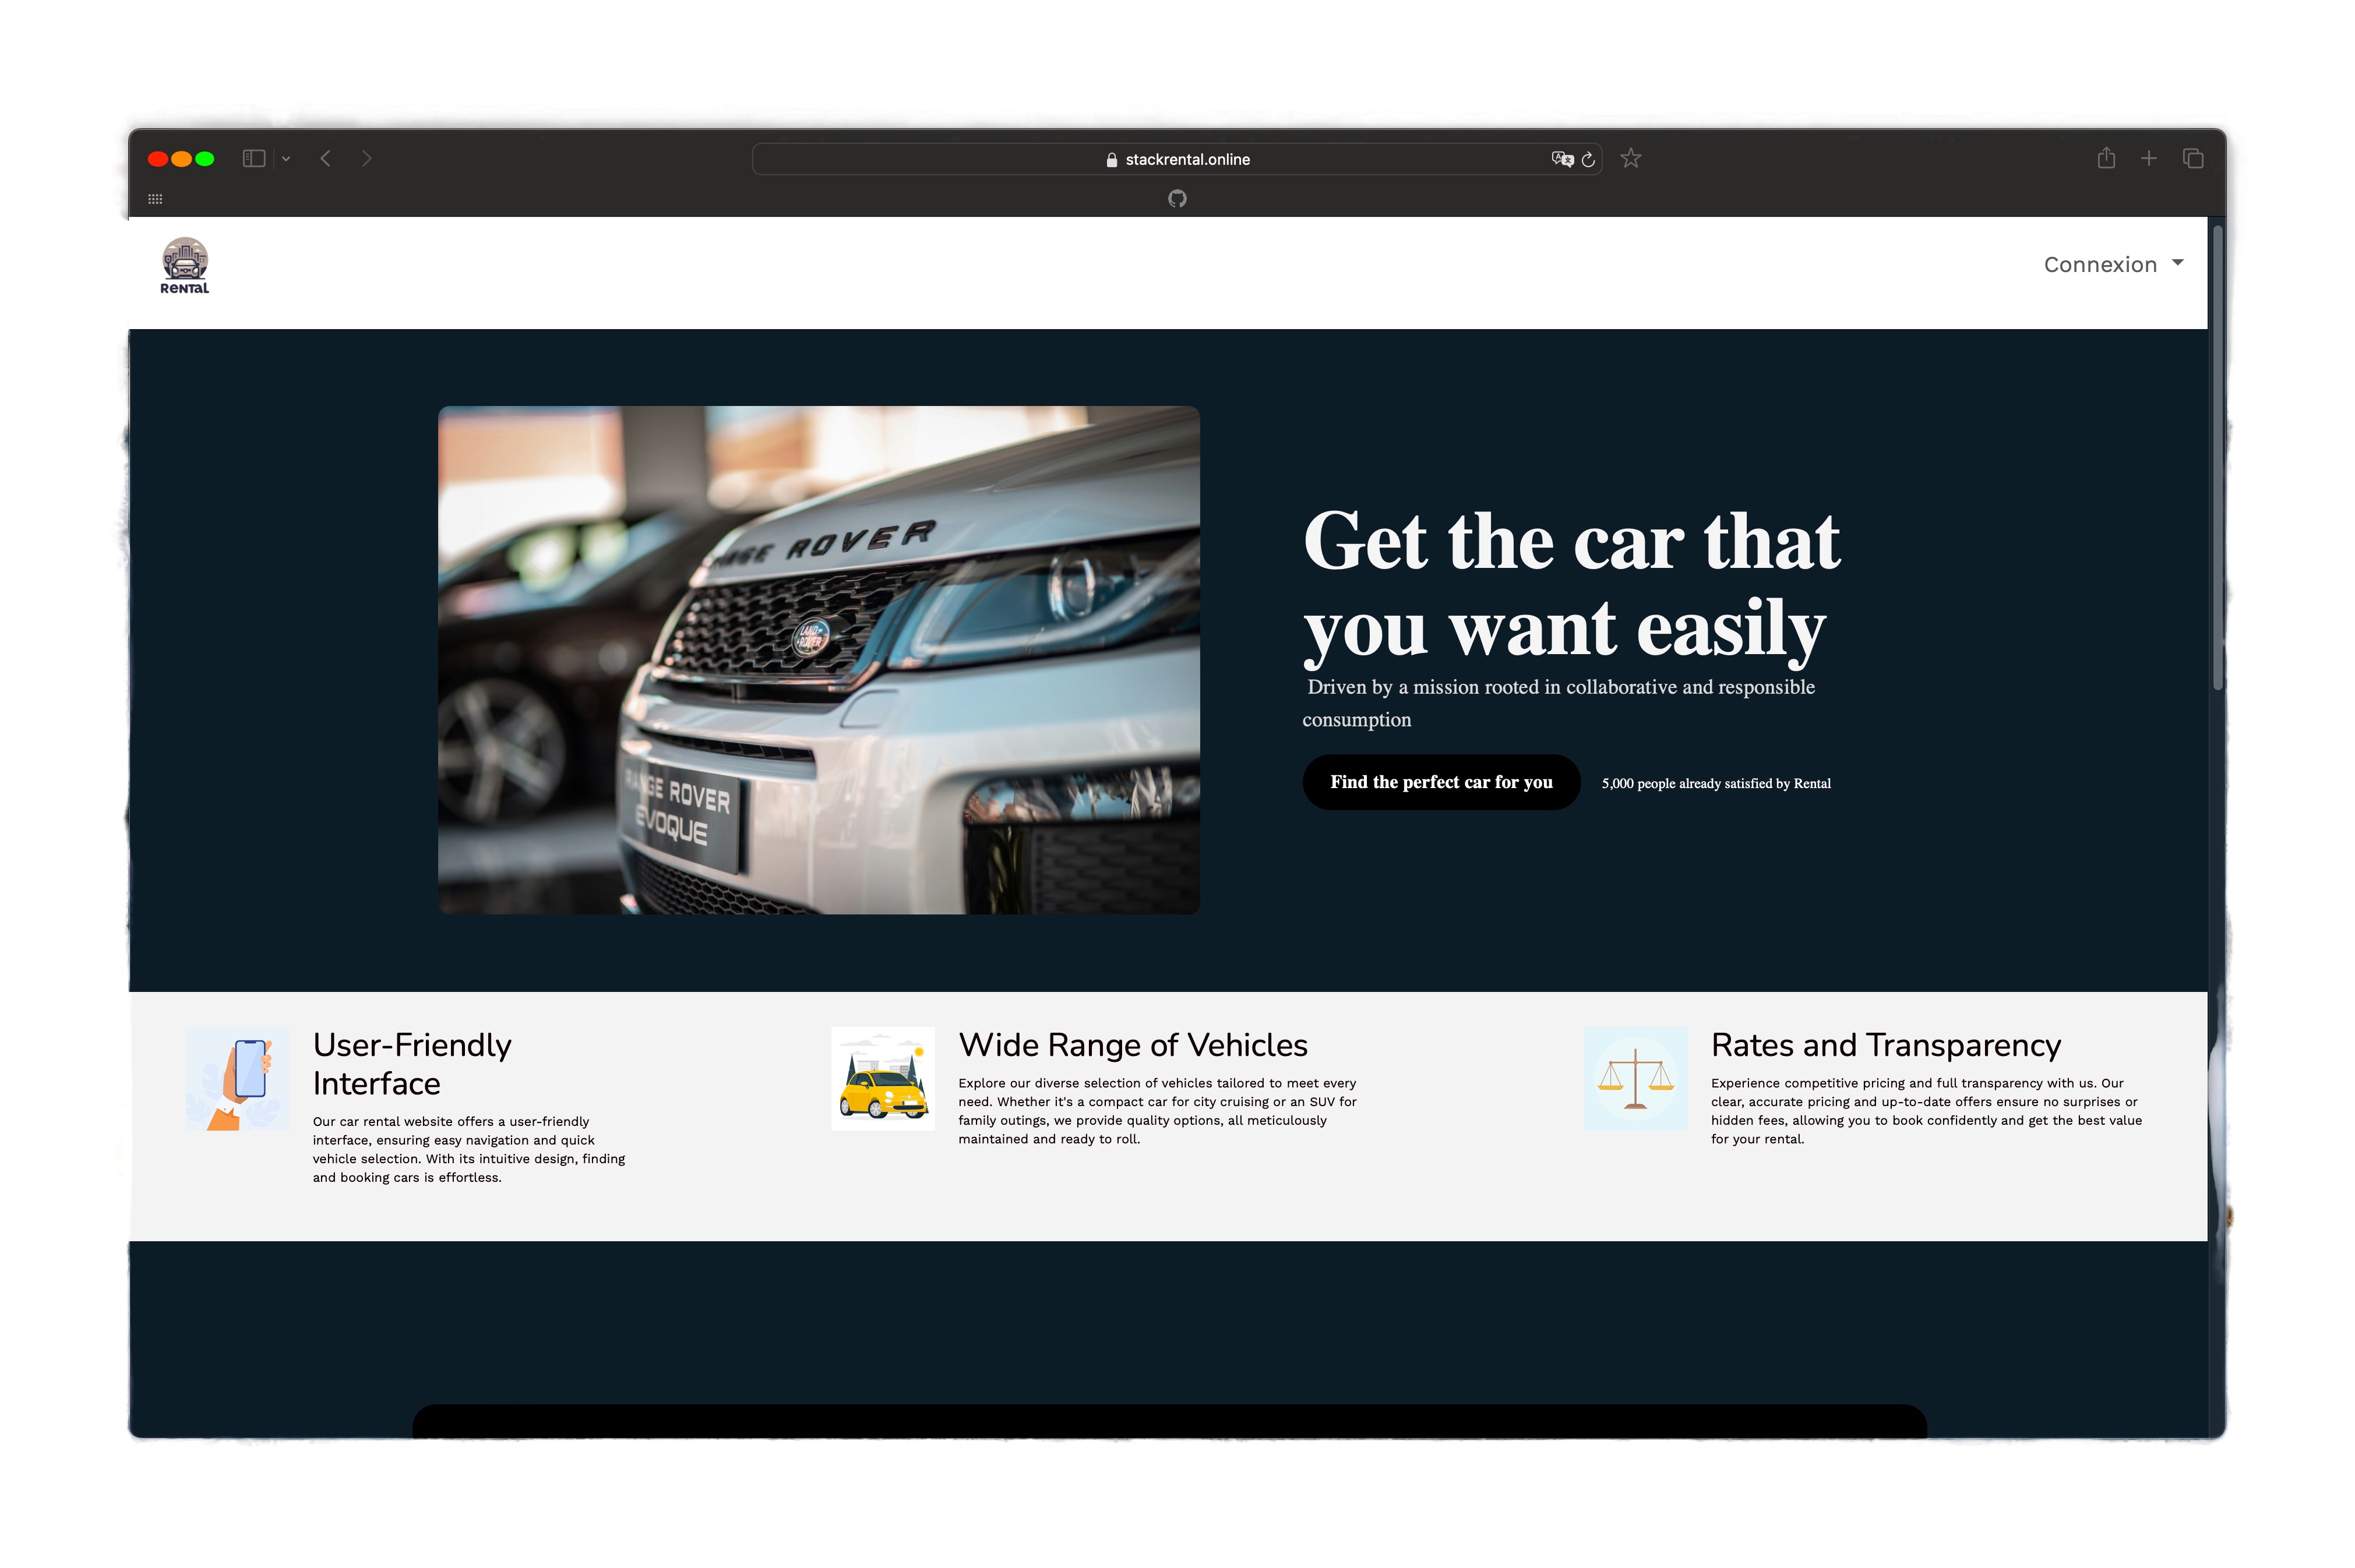 stackrental.online
RENTAL
Connexion
ROVER
LAND-
ROVER
RANGE ROVER
EVOQUE
Get the car that
you want easily
Driven by a mission rooted in collaborative and responsible
consumption
Find the perfect car for you
5,000 people already satisfied by Rental
User-Friendly
Interface
Our car rental website offers a user-friendly
interface, ensuring easy navigation and quick
vehicle selection. With its intuitive design, finding
and booking cars is effortless.
Wide Range of Vehicles
Explore our diverse selection of vehicles tailored to meet every
need. Whether it's a compact car for city cruising or an SUV for
family outings, we provide quality options, all meticulously
maintained and ready to roll.
Rates and Transparency
Experience competitive pricing and full transparency with us. Our
clear, accurate pricing and up-to-date offers ensure no surprises or
hidden fees, allowing you to book confidently and get the best value
for your rental.